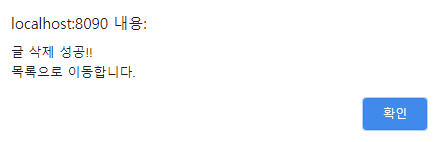 localhost:8090 내용:
글 삭제 성공!!
목록으로 이동합니다.
확인